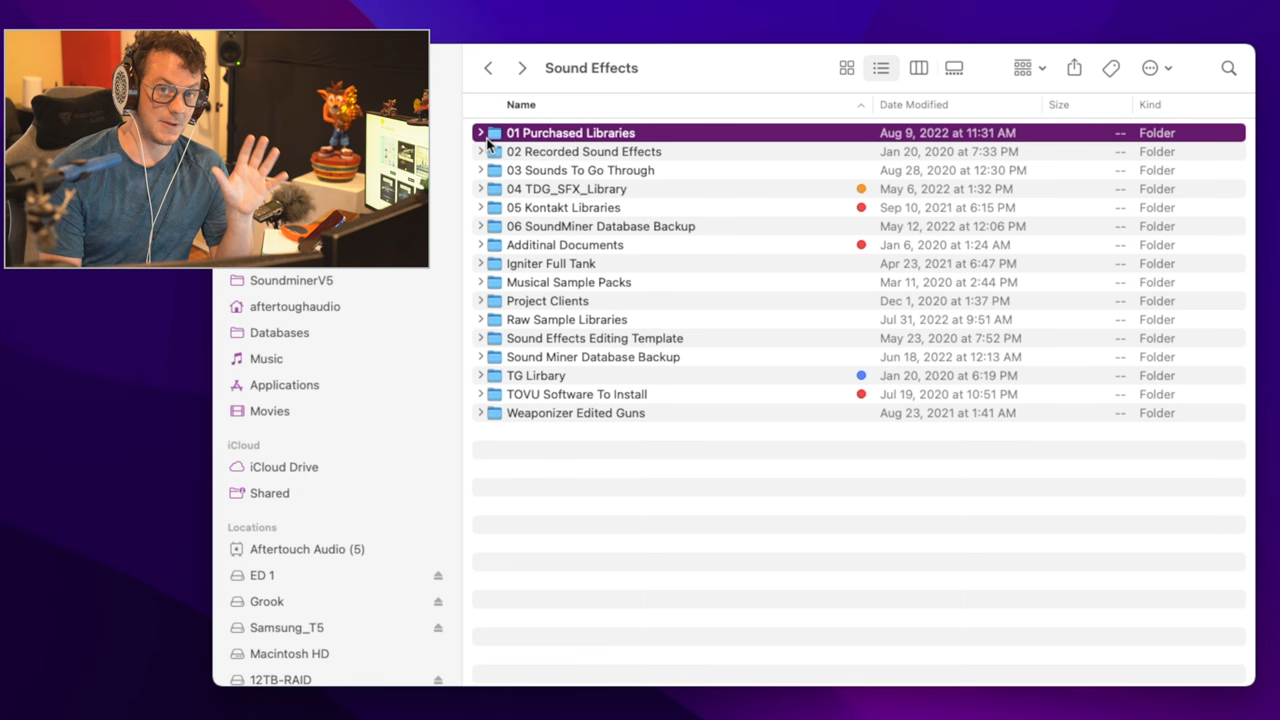 Sound Effects
Name Date Modified Size Kind
01 Purchased Libraries Aug 9, 2022 at 11:31 AM -- Folder
02 Recorded Sound Effects Jan 20, 2020 at 7:33 PM -- Folder
03 Sounds To Go Through Aug 28, 2020 at 12:30 PM -- Folder
04 TDG_SFX_Library May 6, 2022 at 1:32 PM -- Folder
05 Kontakt Libraries Sep 10, 2021 at 6:15 PM -- Folder
06 SoundMiner Database Backup May 12, 2022 at 12:06 PM -- Folder
Additinal Documents Jan 6, 2020 at 1:24 AM -- Folder
Igniter Full Tank Apr 23, 2021 at 6:47 PM -- Folder
Musical Sample Packs Mar 11, 2020 at 2:44 PM -- Folder
Project Clients Dec 1, 2020 at 1:37 PM -- Folder
Raw Sample Libraries Jul 31, 2022 at 9:51 AM -- Folder
Sound Effects Editing Template May 23, 2020 at 7:52 PM -- Folder
Sound Miner Database Backup Jun 18, 2022 at 12:13 AM -- Folder
TG Lirbary Jan 20, 2020 at 6:19 PM -- Folder
TOVU Software To Install Jul 19, 2020 at 10:51 PM -- Folder
Weaponizer Edited Guns Aug 23, 2021 at 1:41 AM -- Folder
SoundminerV5
aftertoughaudio
Databases
Music
Applications
Movies
iCloud
iCloud Drive
Shared
Locations
Aftertouch Audio (5)
ED 1
Grook
Samsung_T5
Macintosh HD
12TB-RAID